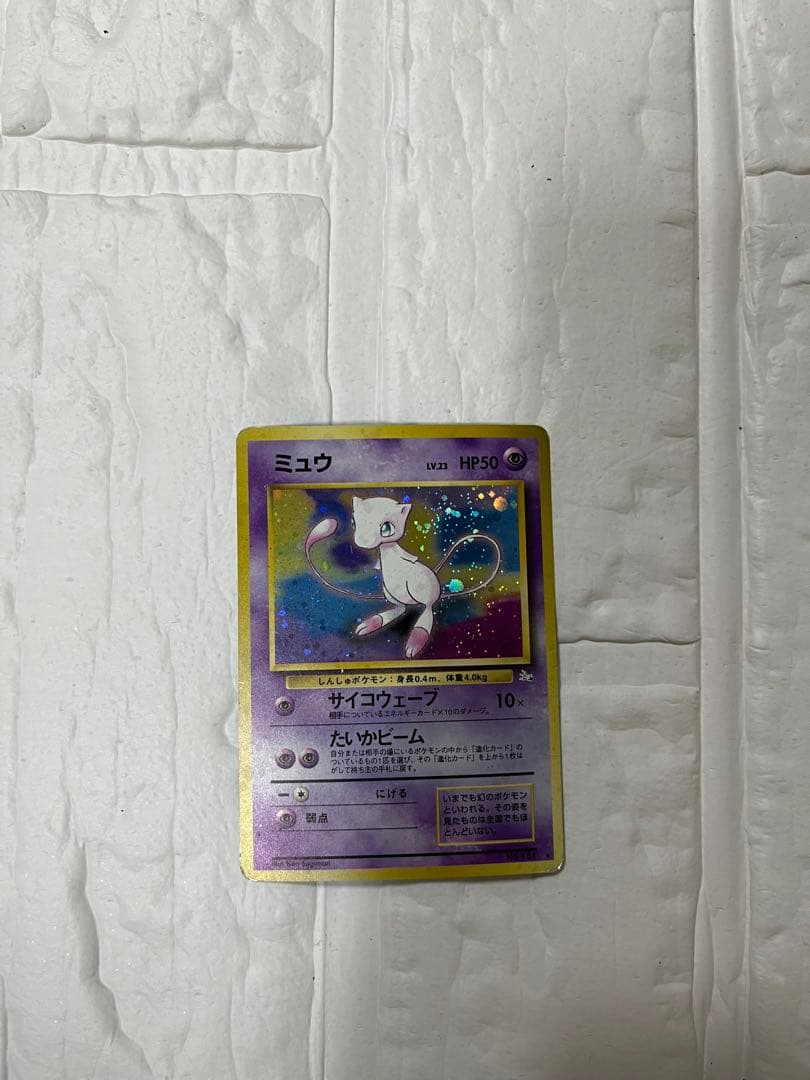 ミュウ LV.23 HP50
しんしゅポケモン：身長0.4m、体重4.0kg
サイコウェーブ 10×
相手についているエネルギーカード×10のダメージ。
たいかビーム
自分または相手の場にいるポケモンの中から「進化カード」の
ついているもの1匹を選び、その「進化カード」を上から1枚は
がして持ち主の手札に戻す。
ー にげる
弱点
いまでも幻のポケモン
といわれる。その姿を
見たものは全国でもほ
とんどいない。
Illus. Ken Sugimori